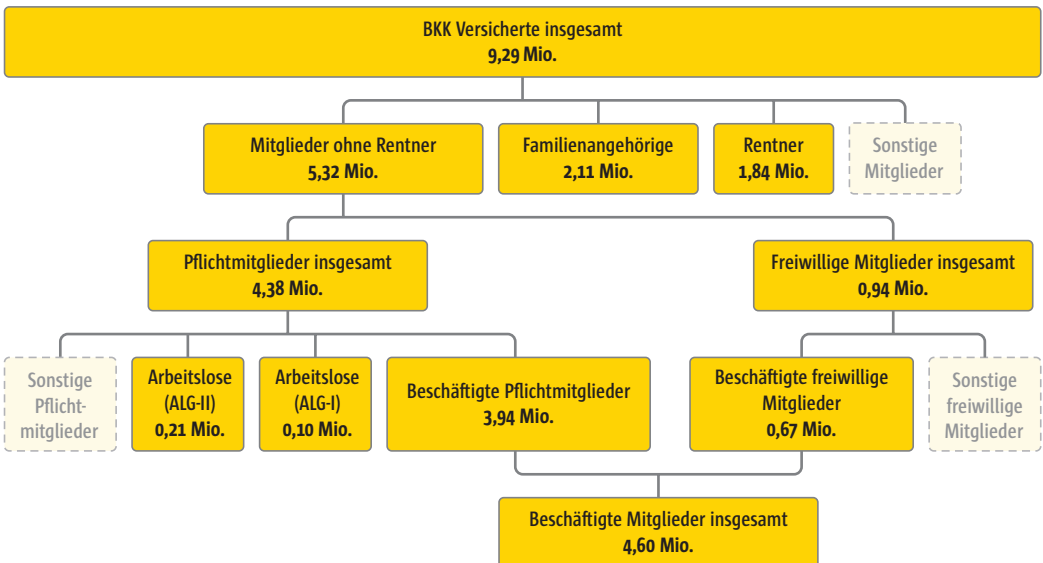 BKK Versicherte insgesamt
9,29 Mio.
Mitglieder ohne Rentner
5,32 Mio.
Familienangehörige
2,11 Mio.
Rentner
1,84 Mio.
Sonstige
Mitglieder
Pflichtmitglieder insgesamt
4,38 Mio.
Freiwillige Mitglieder insgesamt
0,94 Mio.
Sonstige
Pflicht-
mitglieder
Arbeitslose
(ALG-II)
0,21 Mio.
Arbeitslose
(ALG-I)
0,10 Mio.
Beschäftigte Pflichtmitglieder
3,94 Mio.
Beschäftigte freiwillige
Mitglieder
0,67 Mio.
Sonstige
freiwillige
Mitglieder
Beschäftigte Mitglieder insgesamt
4,60 Mio.